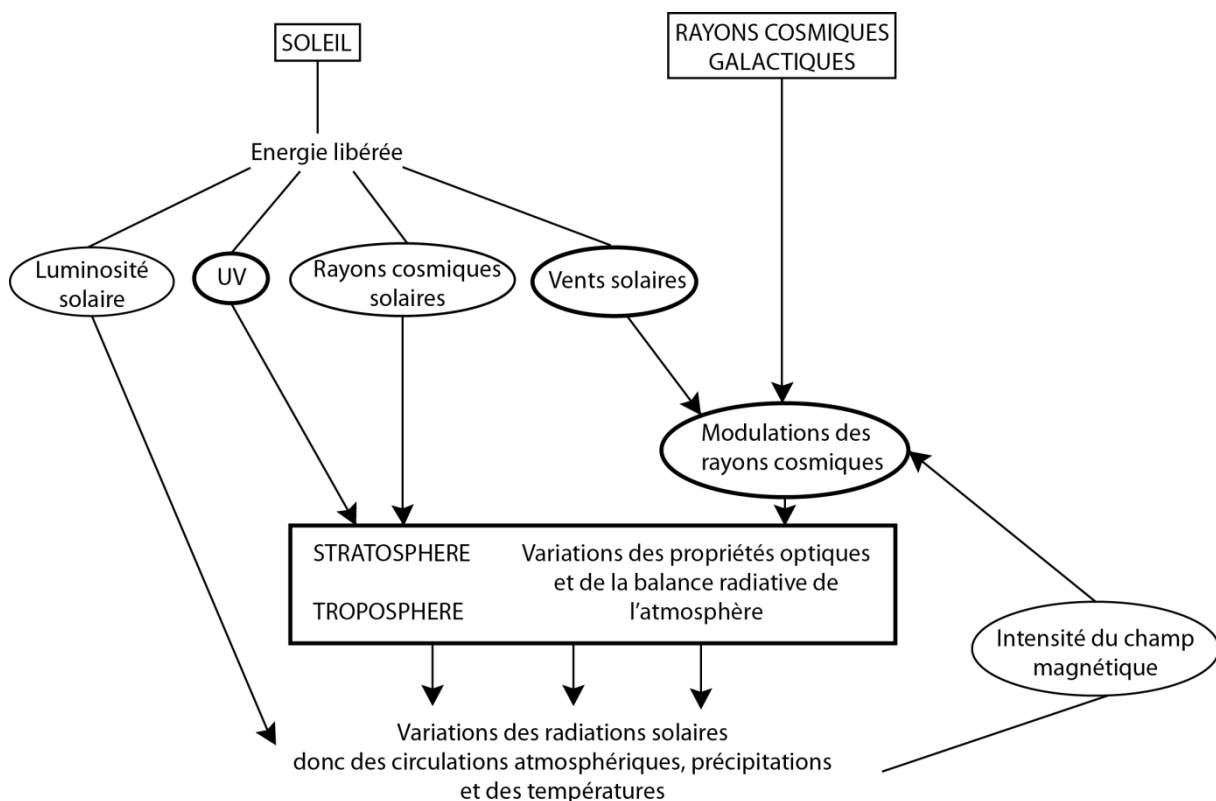 SOLEIL
RAYONS COSMIQUES
GALACTIQUES
Energie libérée
Luminosité
solaire
UV
Rayons cosmiques
solaires
Vents solaires
Modulations des
rayons cosmiques
STRATOSPHERE
TROPOSPHERE
Variations des propriétés optiques
et de la balance radiative de
l'atmosphère
Intensité du champ
magnétique
Variations des radiations solaires
donc des circulations atmosphériques, précipitations
et des températures